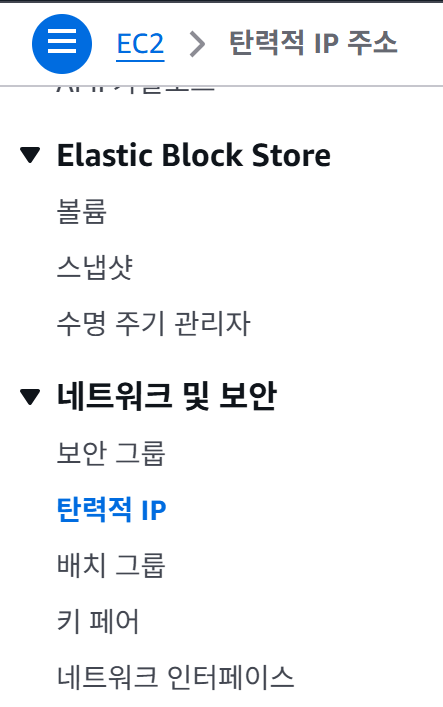 EC2 > 탄력적 IP 주소
Elastic Block Store
볼륨
스냅샷
수명 주기 관리자
네트워크 및 보안
보안 그룹
탄력적 IP
배치 그룹
키 페어
네트워크 인터페이스